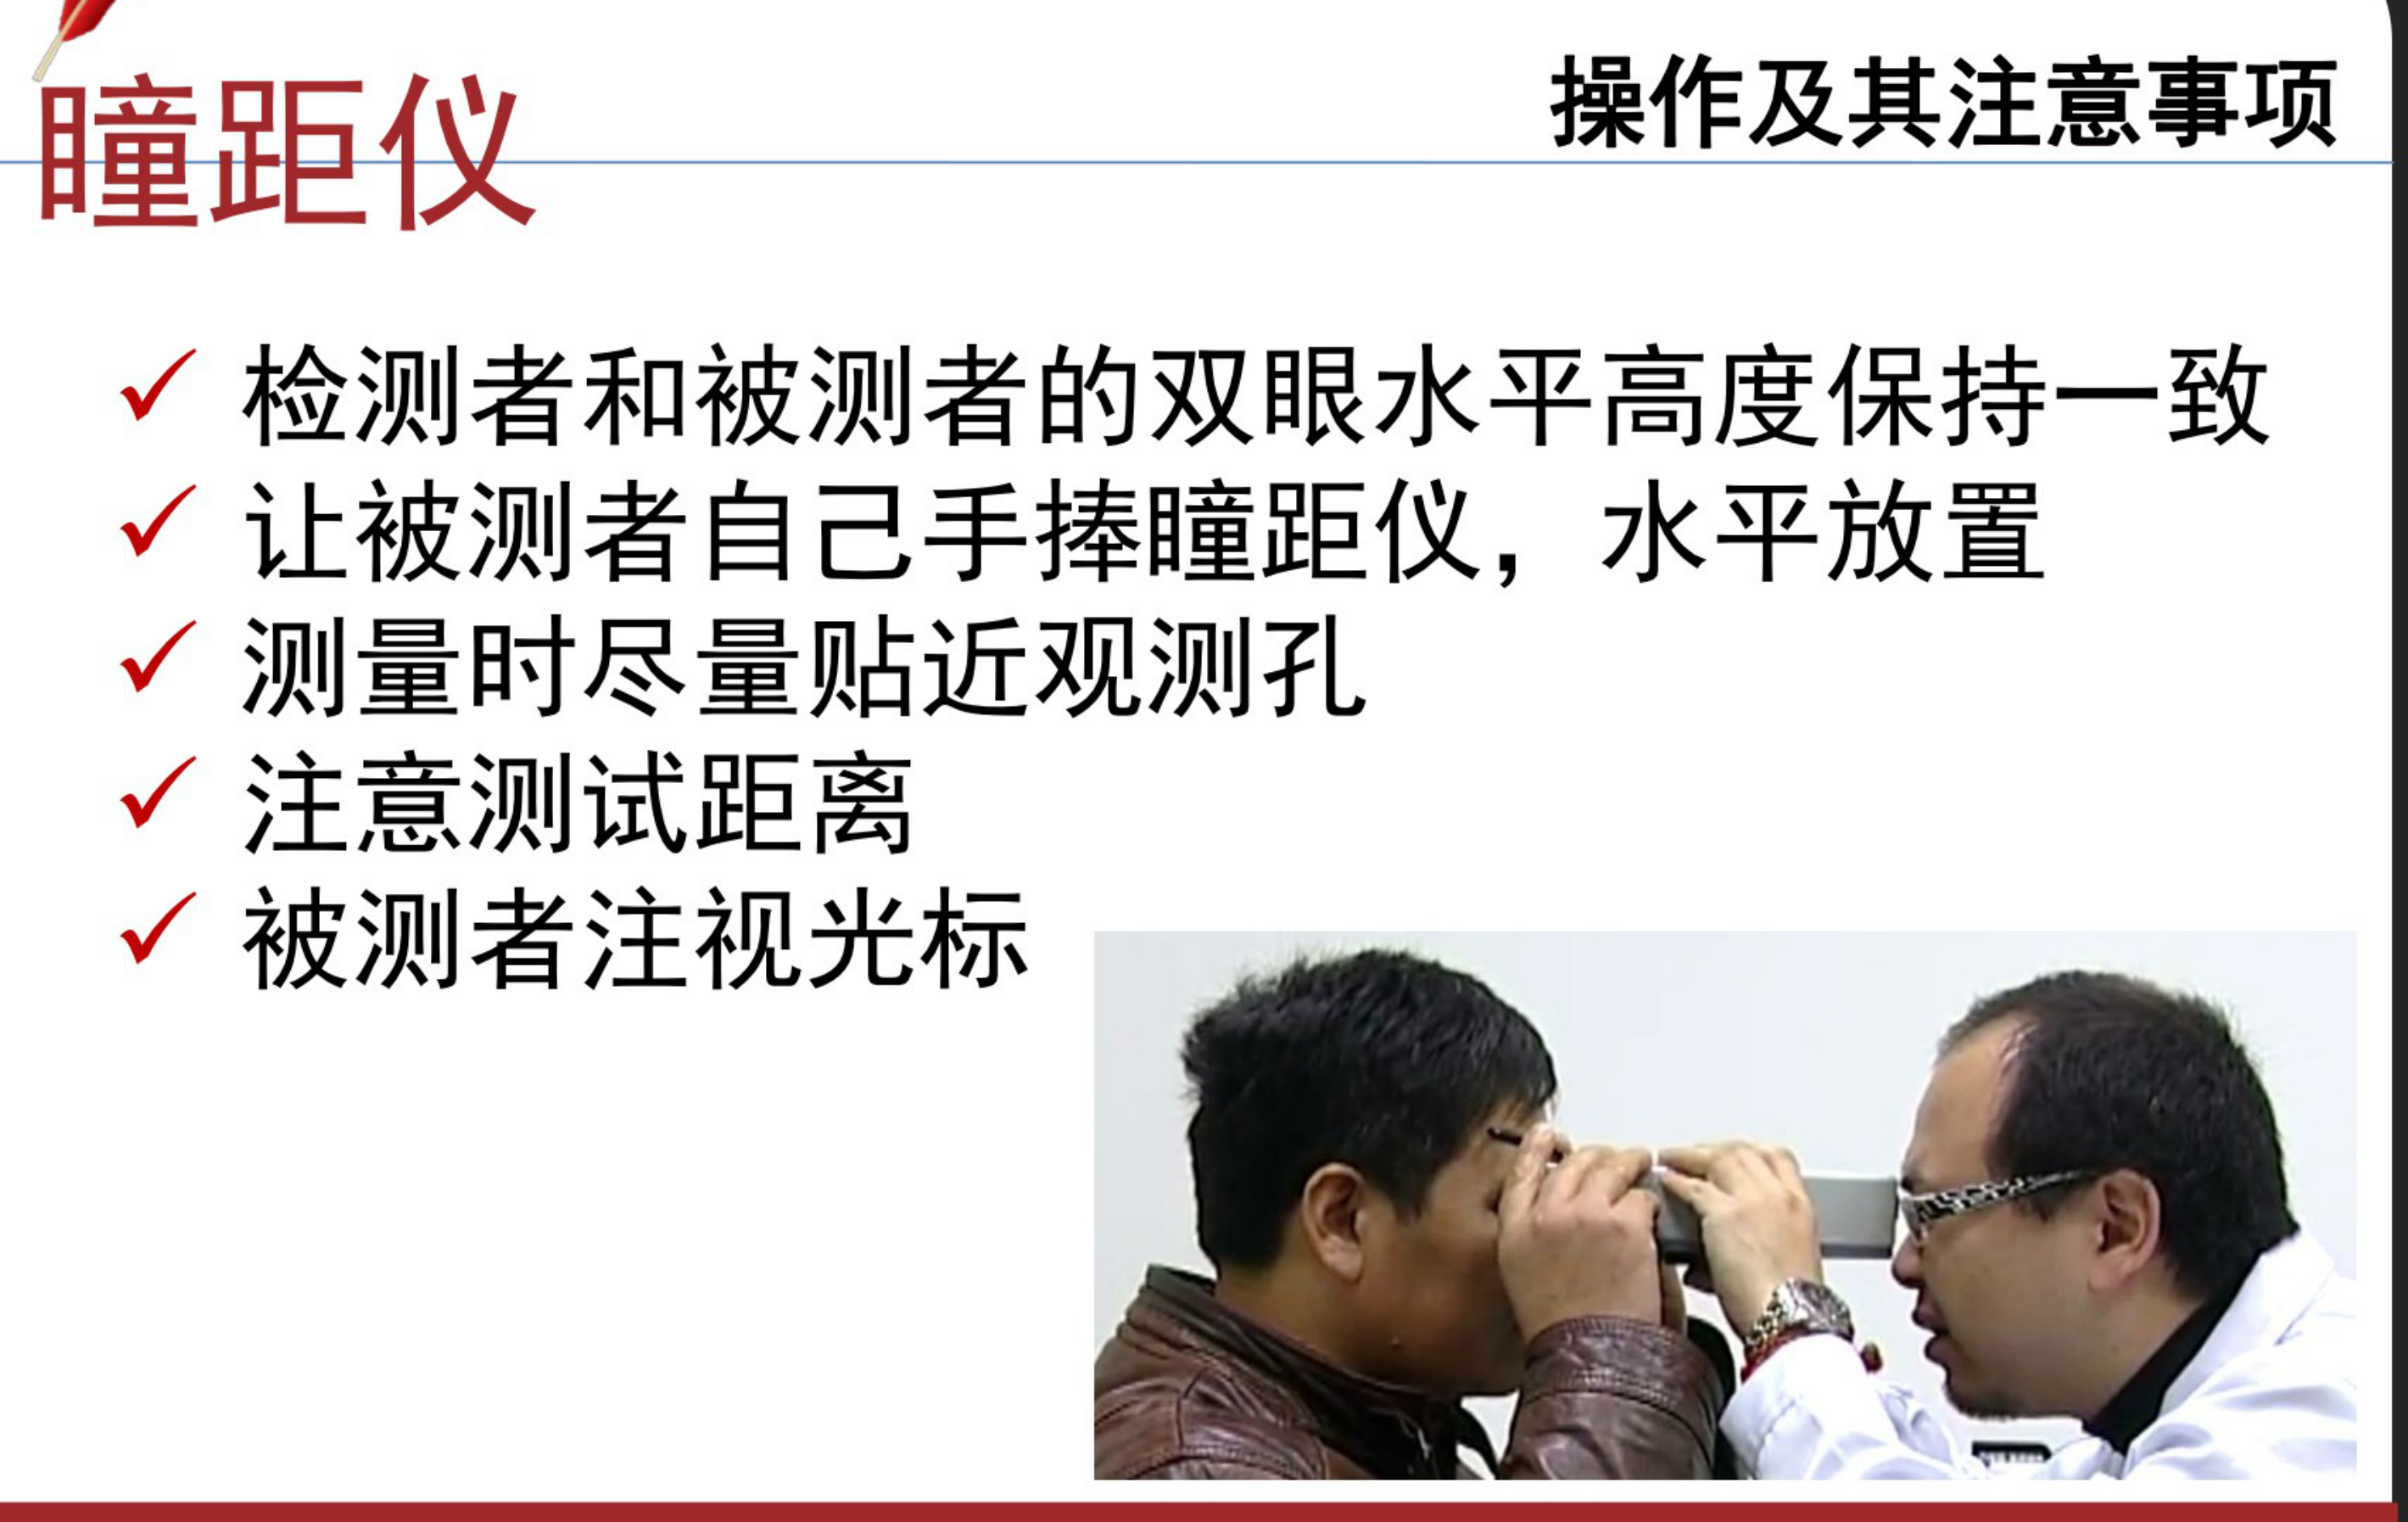 瞳距仪
操作及其注意事项
检测者和被测者的双眼水平高度保持一致
让被测者自己手捧瞳距仪，水平放置
测量时尽量贴近观测孔
注意测试距离
被测者注视光标